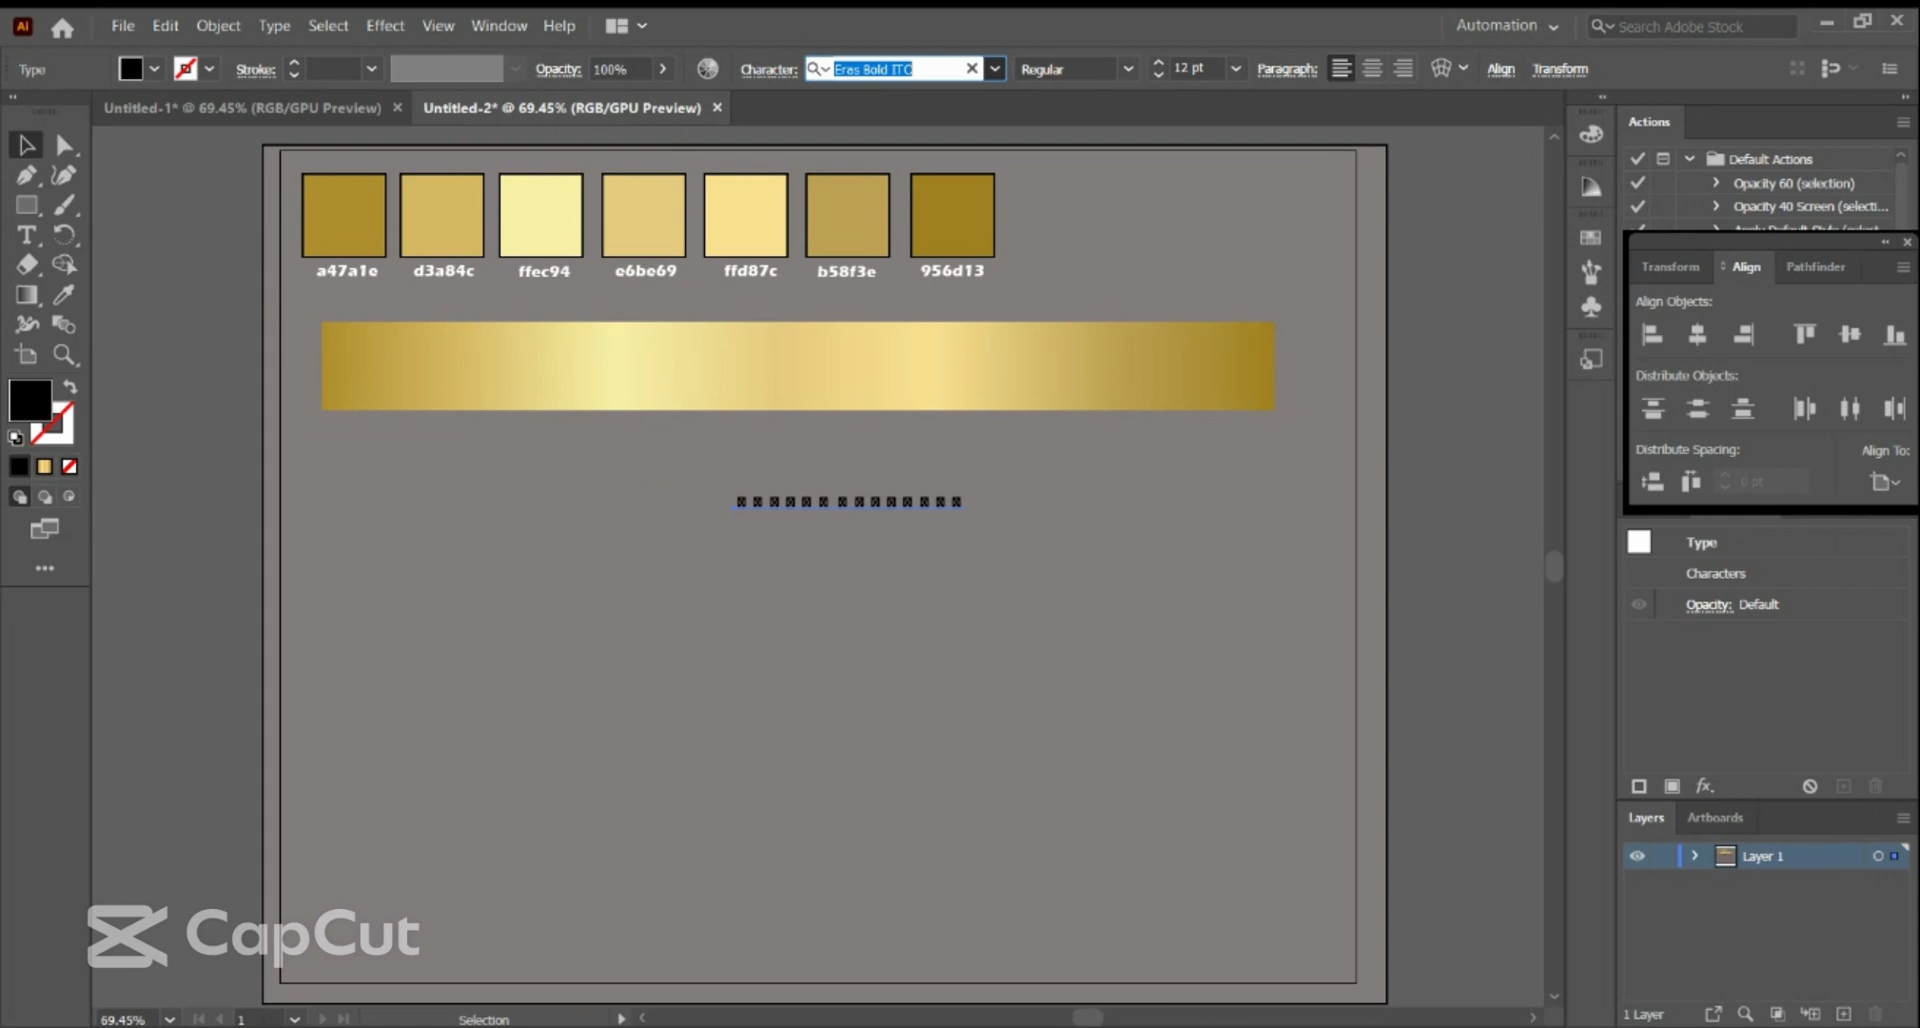 Ai File Edit Object Type Select Effect View Window Help Automation Search Adobe Stock
Type Stroke: Opacity: 100% Character: Eras Bold ITC Regular 12 pt Paragraph: Align Transform
Untitled-1* @ 69.45% (RGB/GPU Preview) Untitled-2* @ 69.45% (RGB/GPU Preview)
Actions
Default Actions
Opacity 60 (selection)
Opacity 40 Screen (selecti...
a47a1e d3a84c ffec94 e6be69 ffd87c b58f3e 956d13
Transform Align Pathfinder
Align Objects:
Distribute Objects:
Distribute Spacing: Align To:
0 pt
Type
Characters
Opacity: Default
Layers Artboards
Layer 1
CapCut
69.45% 1 Selection 1 Layer